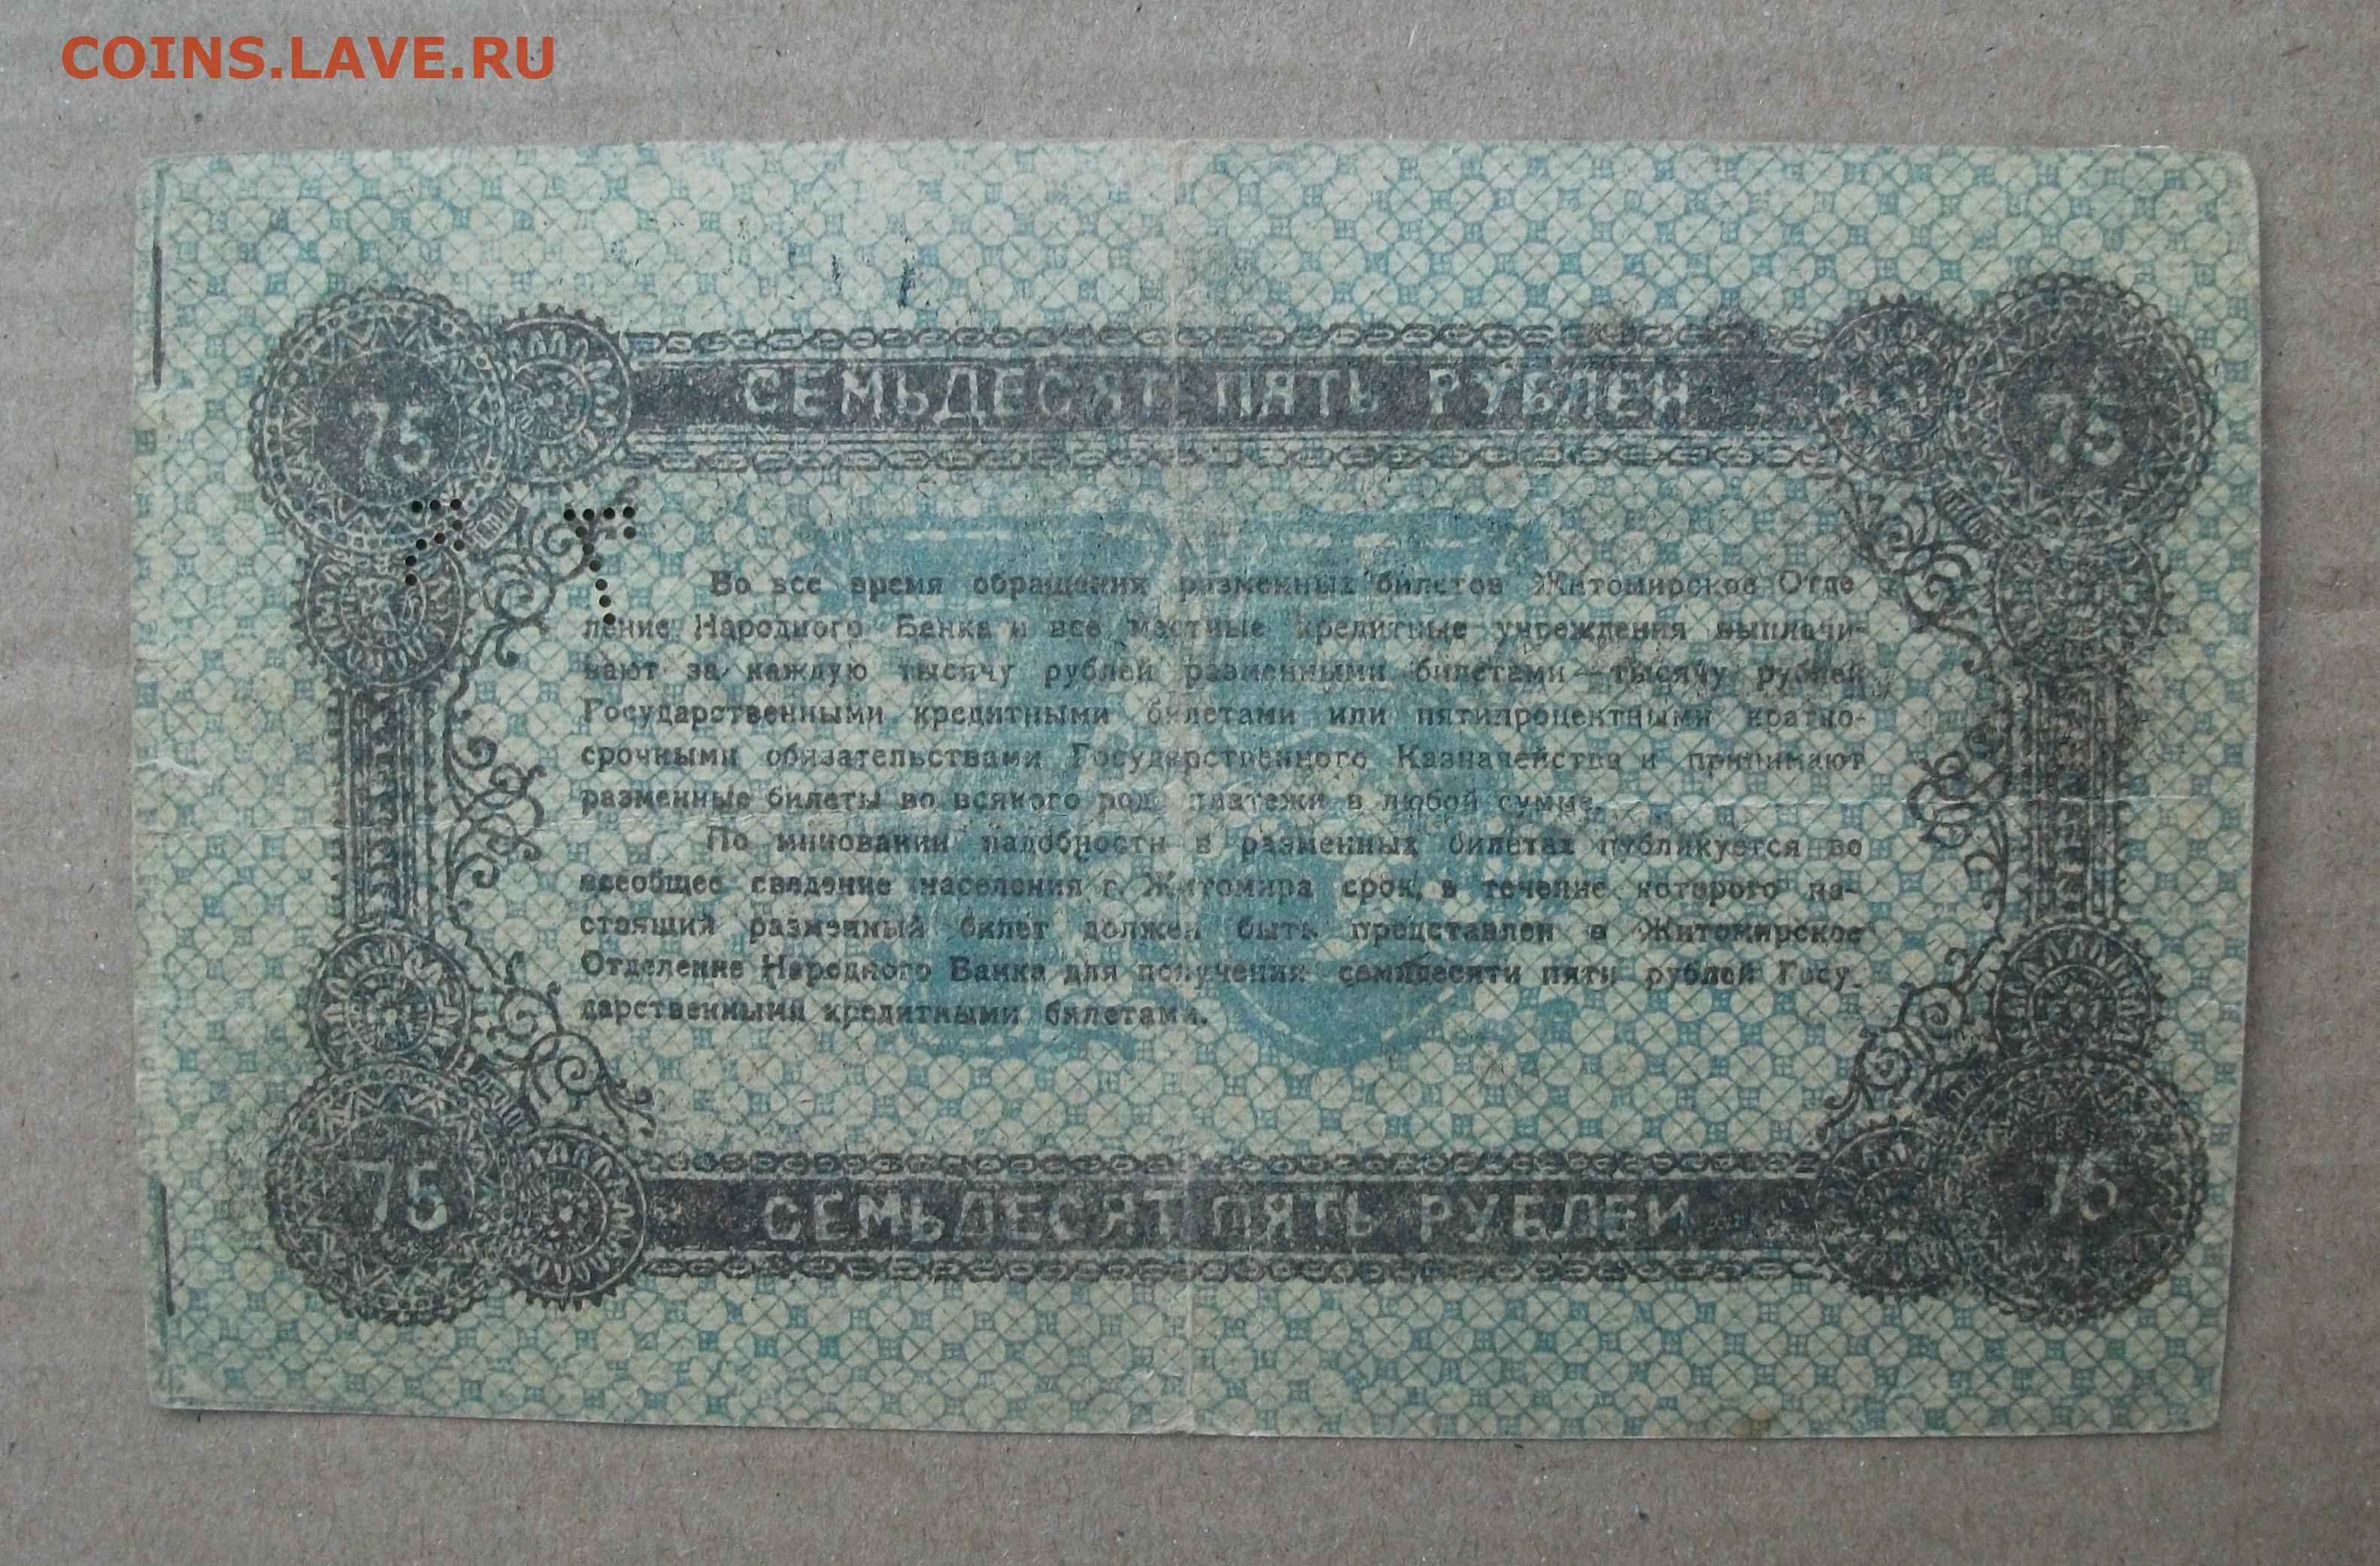 COINS.LAVE.RU
75 СЕМЬДЕСЯТ ПЯТЬ РУБЛЕЙ 75
Во все время обращения разменных билетов Житомирское Отде
ление Народного Банка и все местные кредитные учреждения выплачи-
вают за каждую тысячу рублей разменными билетами—тысячу рублей
Государственными кредитными билетами или пятипроцентными кратко-
срочными обязательствами Государственного Казначейства и принимают
разменные билеты во всякого род платежи в любой сумме.
По миновании надобности в разменных билетах публикуется во
всеобщее сведение населения г. Житомира срок, в течение которого на-
стоящий разменный билет должен быть представлен в Житомирское
Отделение Народного Банка для получения семидесяти пяти рублей Госу
дарственными кредитными билетами.
75 СЕМЬДЕСЯТ ПЯТЬ РУБЛЕЙ 75